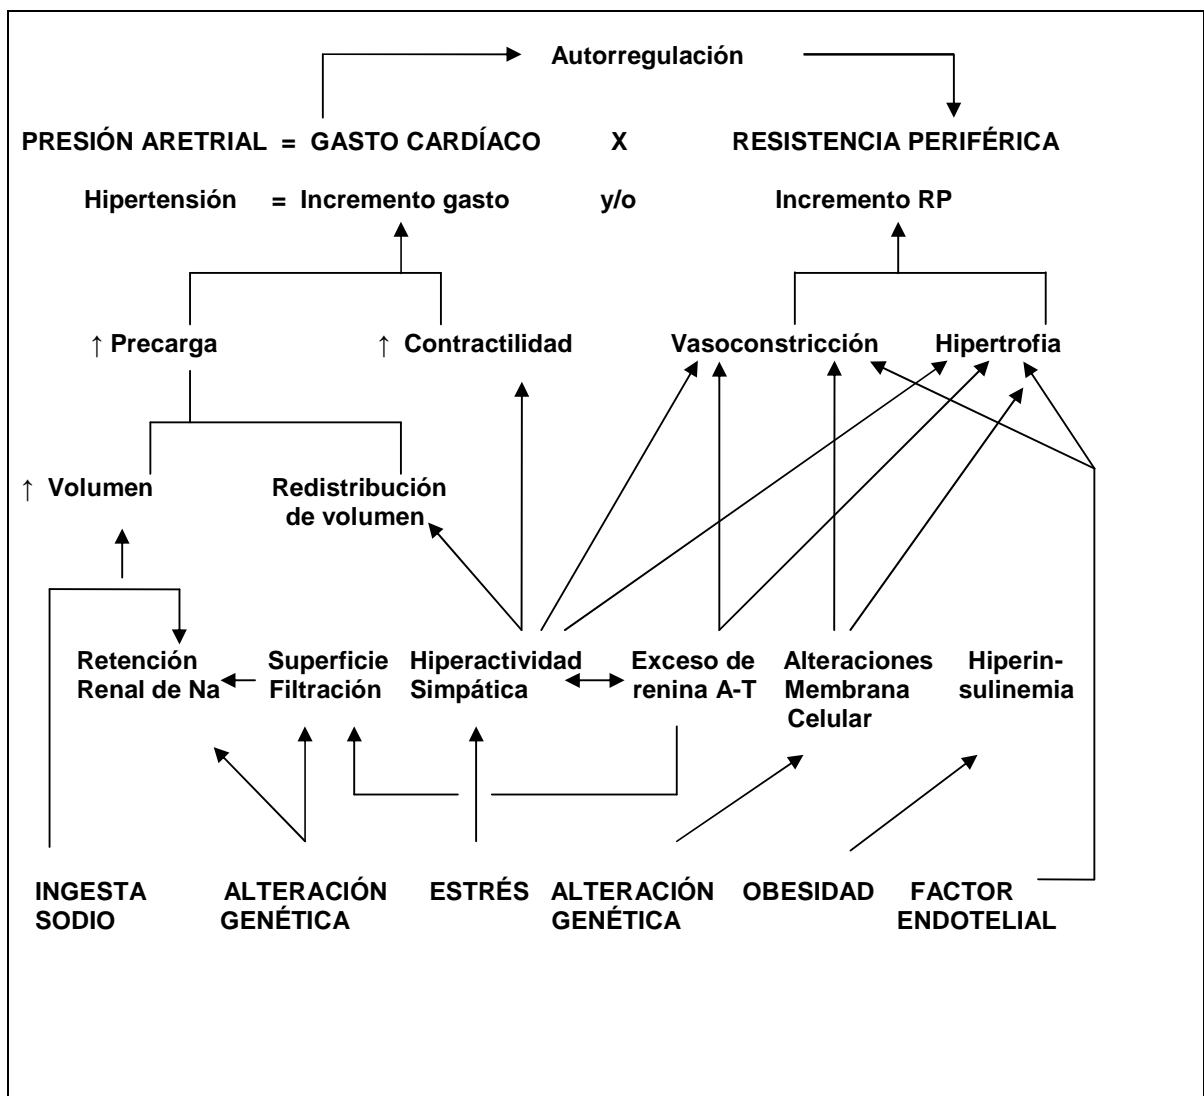 Autorregulación
PRESIÓN ARETRIAL = GASTO CARDÍACO X RESISTENCIA PERIFÉRICA
Hipertensión = Incremento gasto y/o Incremento RP
↑ Precarga ↑ Contractilidad Vasoconstricción Hipertrofia
↑ Volumen Redistribución
de volumen
Retención Superficie Hiperactividad Exceso de Alteraciones Hiperin-
Renal de Na Filtración Simpática renina A-T Membrana sulinemia
Celular
INGESTA ALTERACIÓN ESTRÉS ALTERACIÓN OBESIDAD FACTOR
SODIO GENÉTICA GENÉTICA ENDOTELIAL